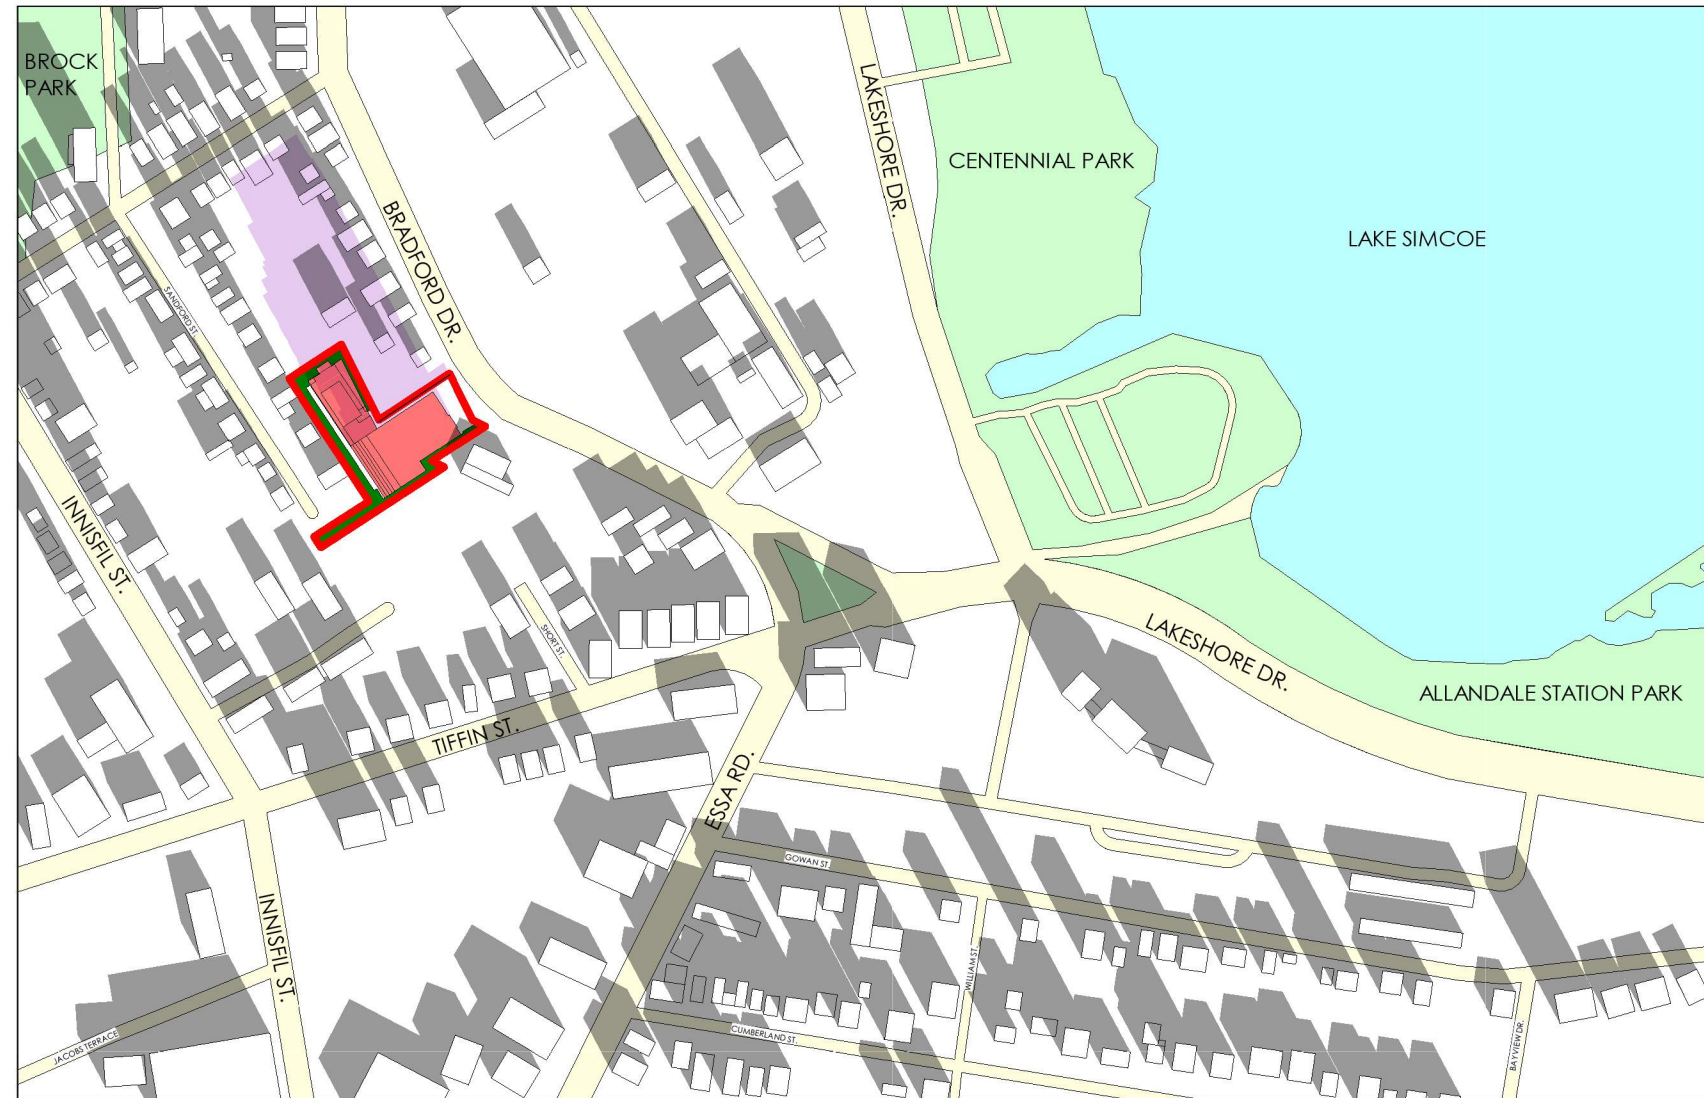 BROCK
PARK
LAKESHORE DR.
CENTENNIAL PARK
LAKE SIMCOE
BRADFORD DR.
SANDFORD ST.
INNISFIL ST.
SHORT ST.
LAKESHORE DR.
ALLANDALE STATION PARK
TIFFIN ST.
ESSA RD.
GOWAN ST.
INNISFIL ST.
WILLIAM ST.
CUMBERLAND ST.
JACOBS TERRACE
BAYVIEW DR.